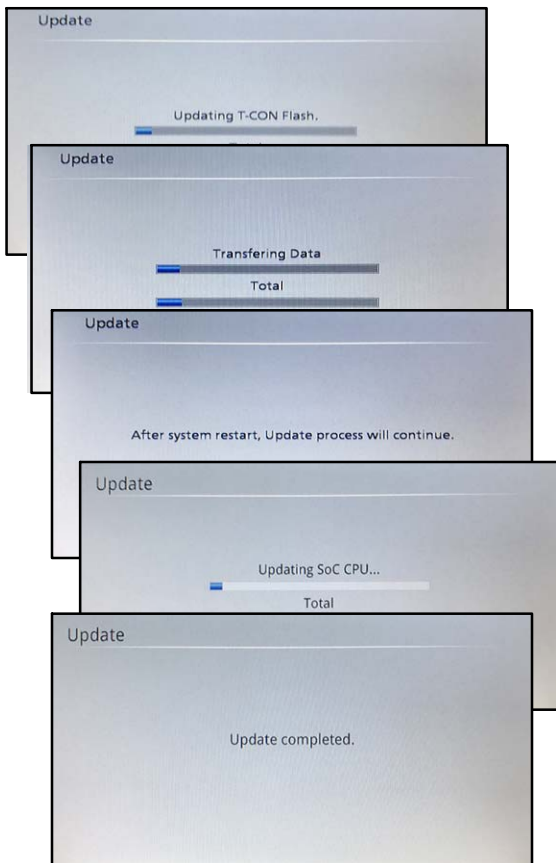 Update
Updating T-CON Flash.
Update
Transfering Data
Total
Update
After system restart, Update process will continue.
Update
Updating SoC CPU...
Total
Update
Update completed.